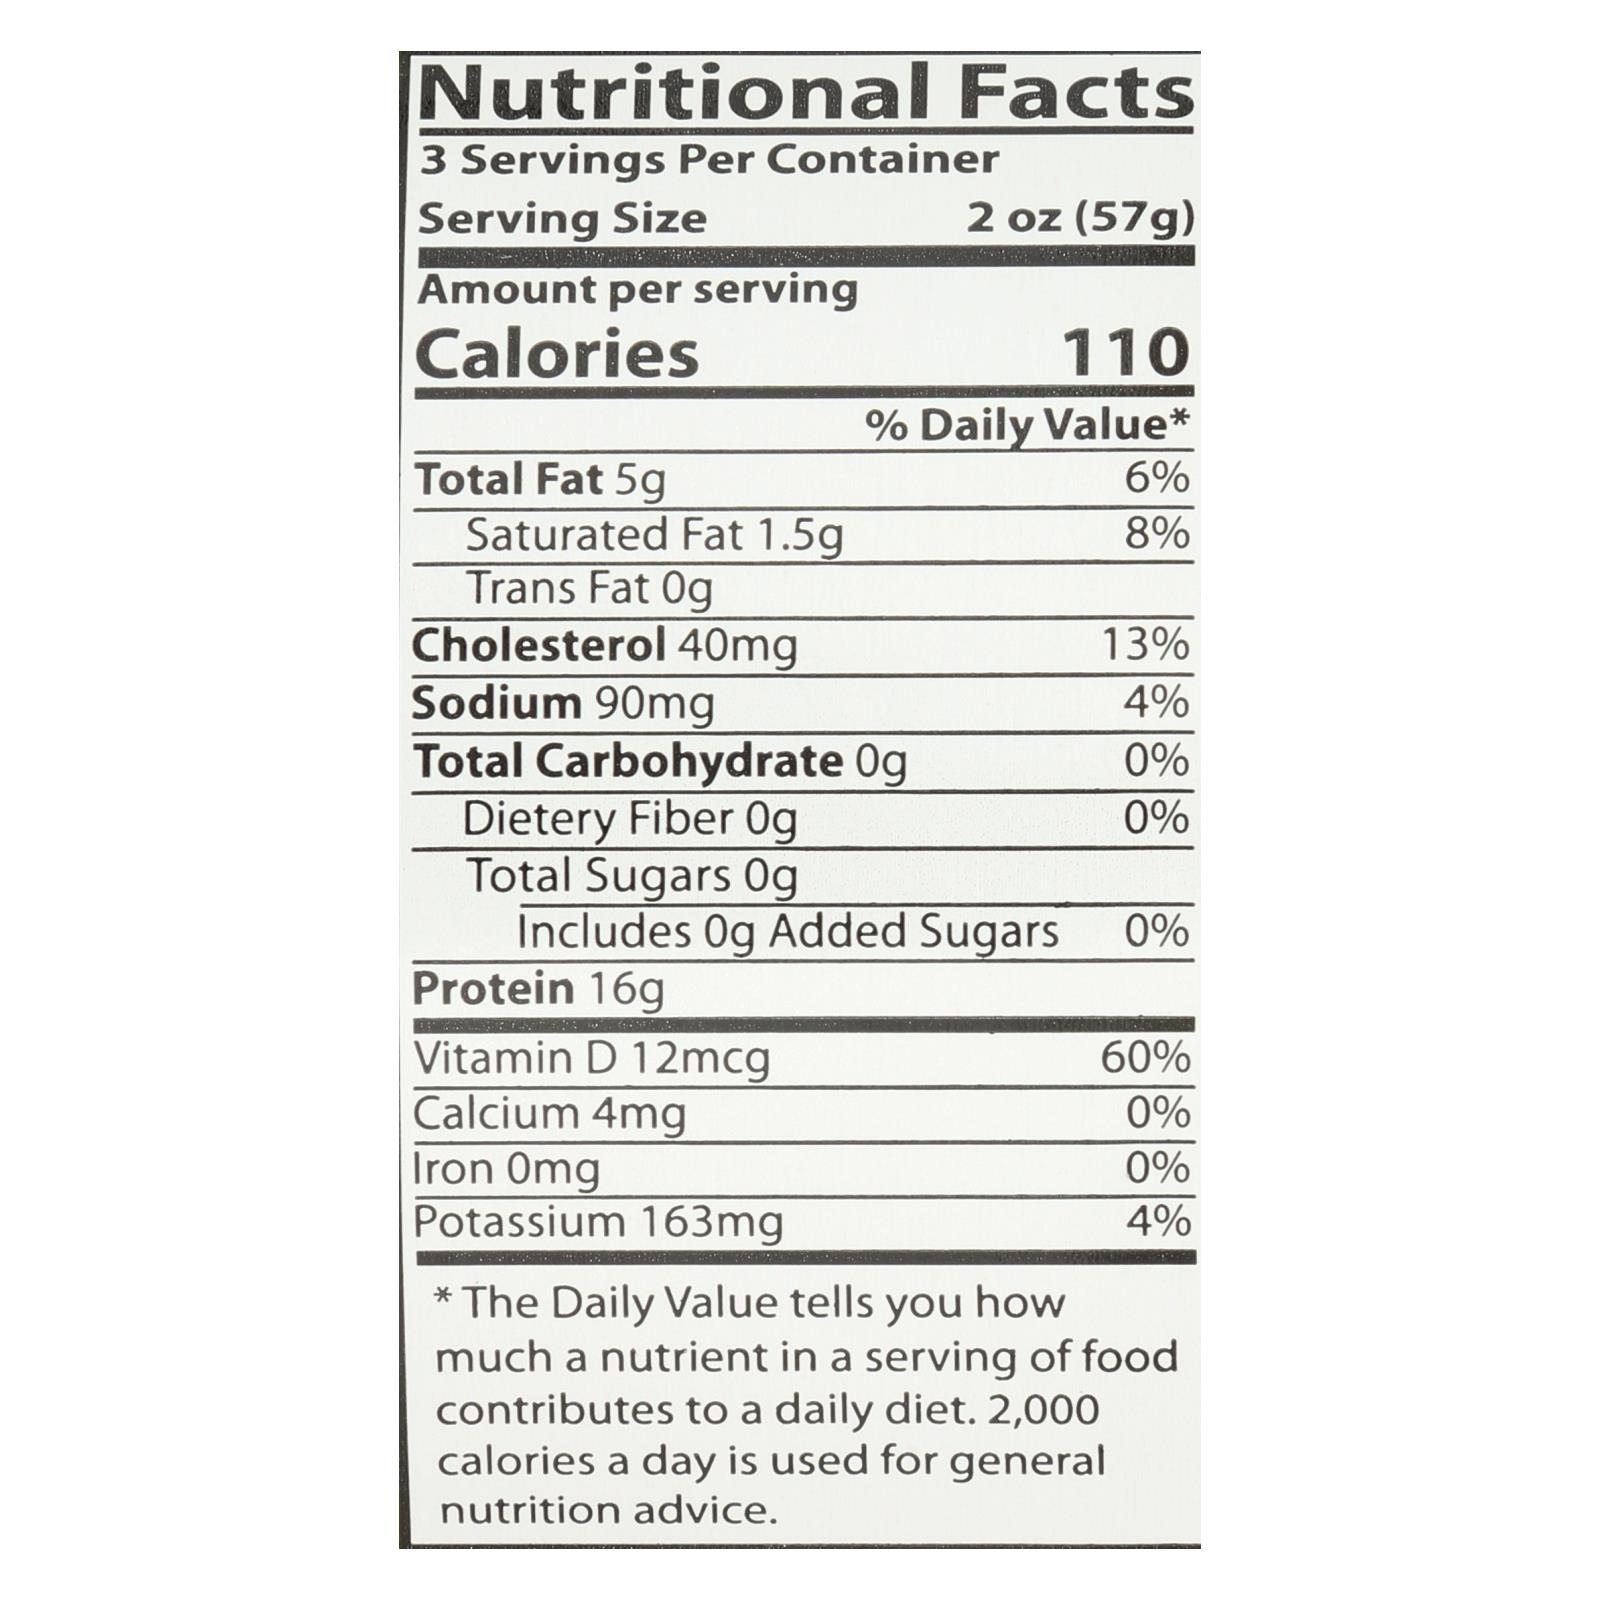 Nutritional Facts
3 Servings Per Container
Serving Size 2 oz (57g)
Amount per serving
Calories 110
% Daily Value*
Total Fat 5g 6%
Saturated Fat 1.5g 8%
Trans Fat 0g
Cholesterol 40mg 13%
Sodium 90mg 4%
Total Carbohydrate 0g 0%
Dietery Fiber 0g 0%
Total Sugars 0g
Includes 0g Added Sugars 0%
Protein 16g
Vitamin D 12mcg 60%
Calcium 4mg 0%
Iron 0mg 0%
Potassium 163mg 4%
* The Daily Value tells you how
much a nutrient in a serving of food
contributes to a daily diet. 2,000
calories a day is used for general
nutrition advice.